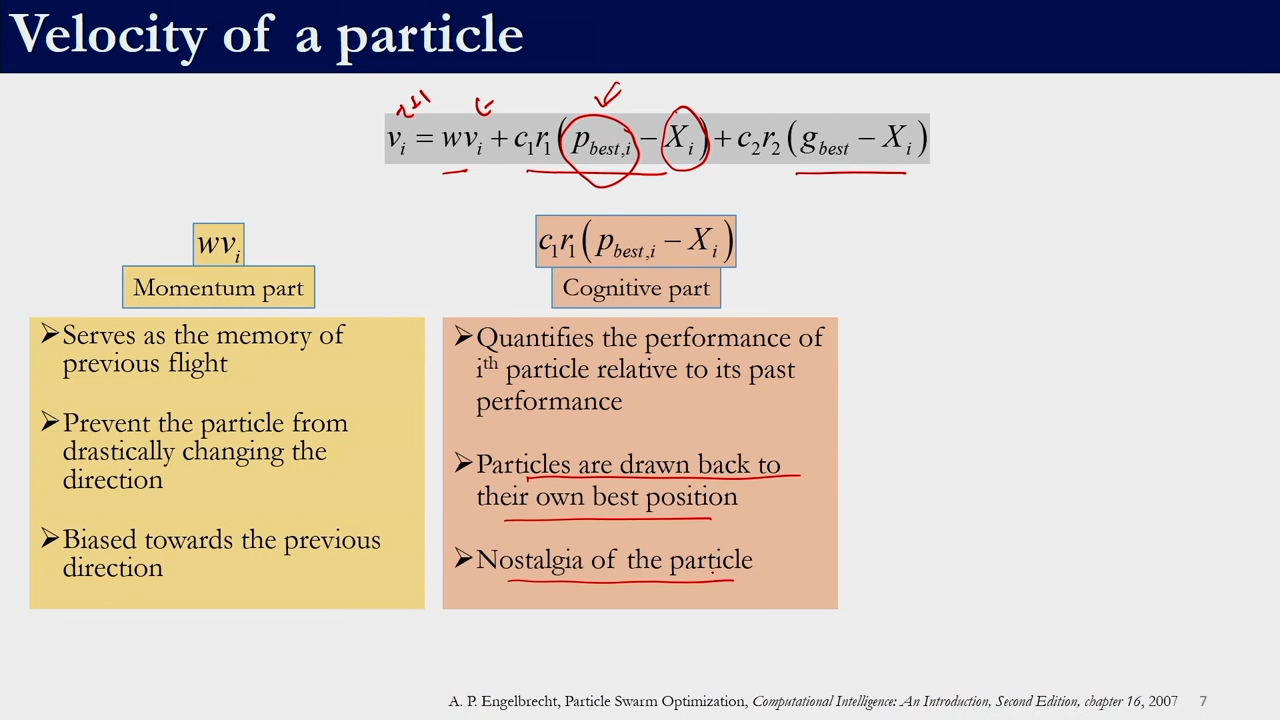 Velocity of a particle
v_i = wv_i + c_1r_1(p_best,i − X_i) + c_2r_2(g_best − X_i)
wv_i
Momentum part
➢Serves as the memory of
previous flight
➢Prevent the particle from
drastically changing the
direction
➢Biased towards the previous
direction
c_1r_1(p_best,i − X_i)
Cognitive part
➢Quantifies the performance of
i^th particle relative to its past
performance
➢Particles are drawn back to
their own best position
➢Nostalgia of the particle
A. P. Engelbrecht, Particle Swarm Optimization, Computational Intelligence: An Introduction, Second Edition, chapter 16, 2007 7